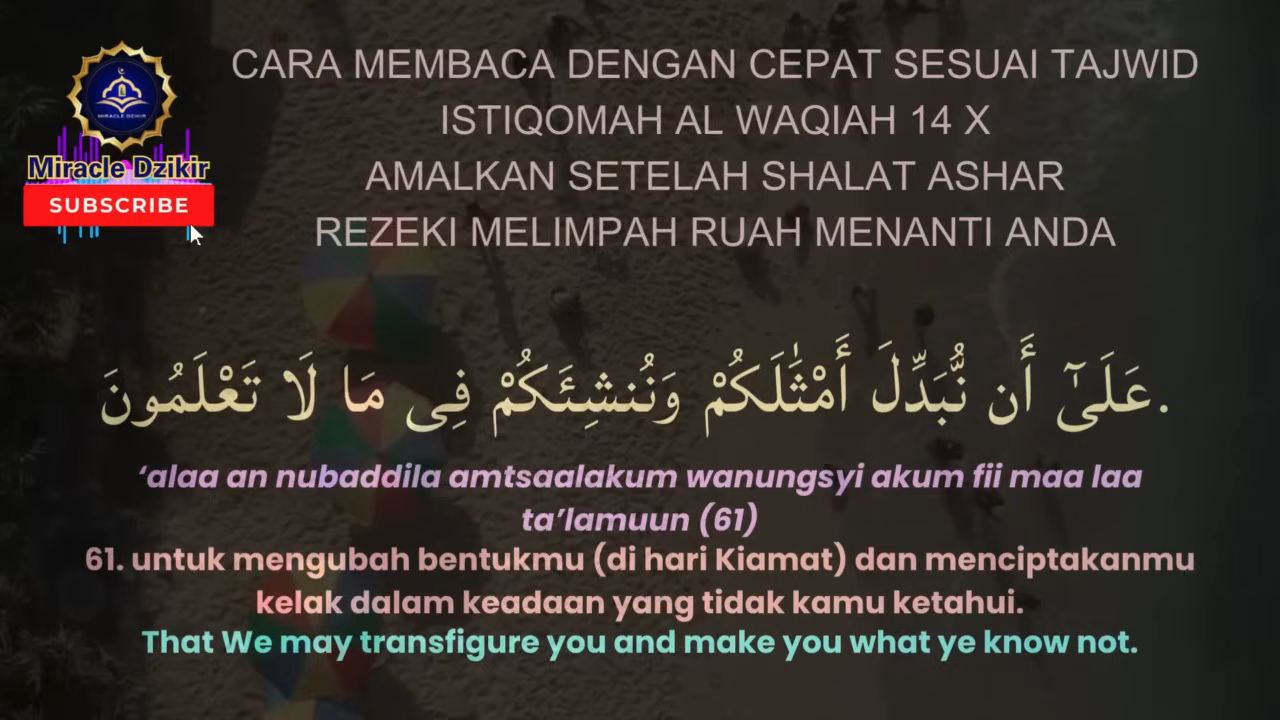 CARA MEMBACA DENGAN CEPAT SESUAI TAJWID
ISTIQOMAH AL WAQIAH 14 X
AMALKAN SETELAH SHALAT ASHAR
REZEKI MELIMPAH RUAH MENANTI ANDA
MIRACLE DZIKIR
Miracle Dzikir
SUBSCRIBE
عَلَىٰٓ أَن نُّبَدِّلَ أَمْثَٰلَكُمْ وَنُنشِئَكُمْ فِى مَا لَا تَعْلَمُونَ.
‘alaa an nubaddila amtsaalakum wanungsyi akum fii maa laa
ta’lamuun (61)
61. untuk mengubah bentukmu (di hari Kiamat) dan menciptakanmu
kelak dalam keadaan yang tidak kamu ketahui.
That We may transfigure you and make you what ye know not.